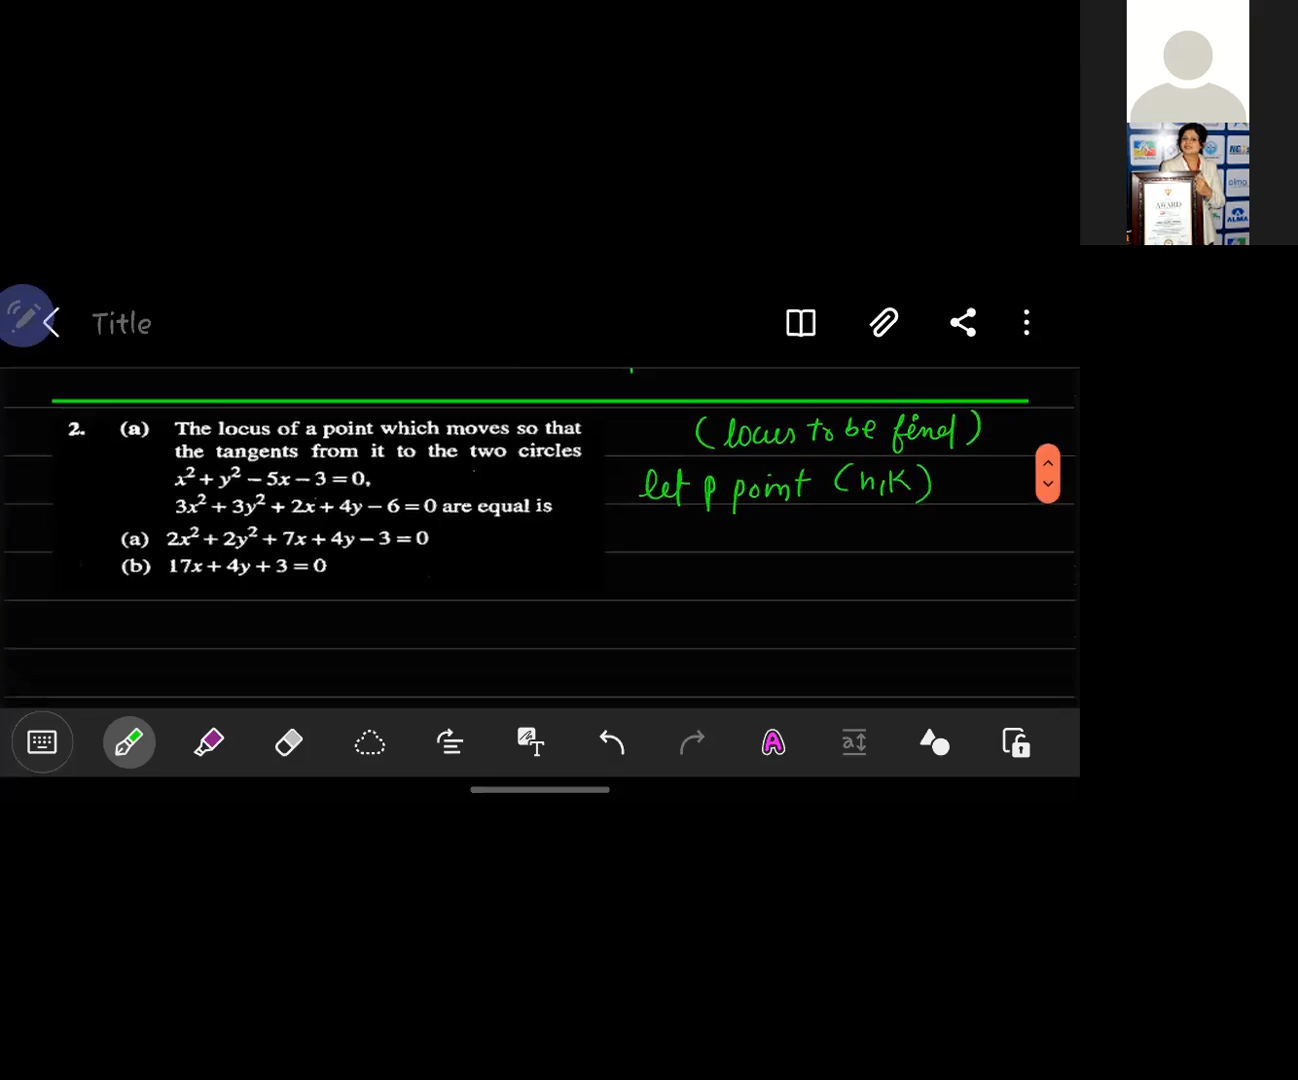 Title
2. (a) The locus of a point which moves so that
the tangents from it to the two circles
x² + y² − 5x − 3 = 0,
3x² + 3y² + 2x + 4y − 6 = 0 are equal is
(a) 2x² + 2y² + 7x + 4y − 3 = 0
(b) 17x + 4y + 3 = 0
(locus to be find)
let p point (h,K)
AWARD
ALMA
T
A
a